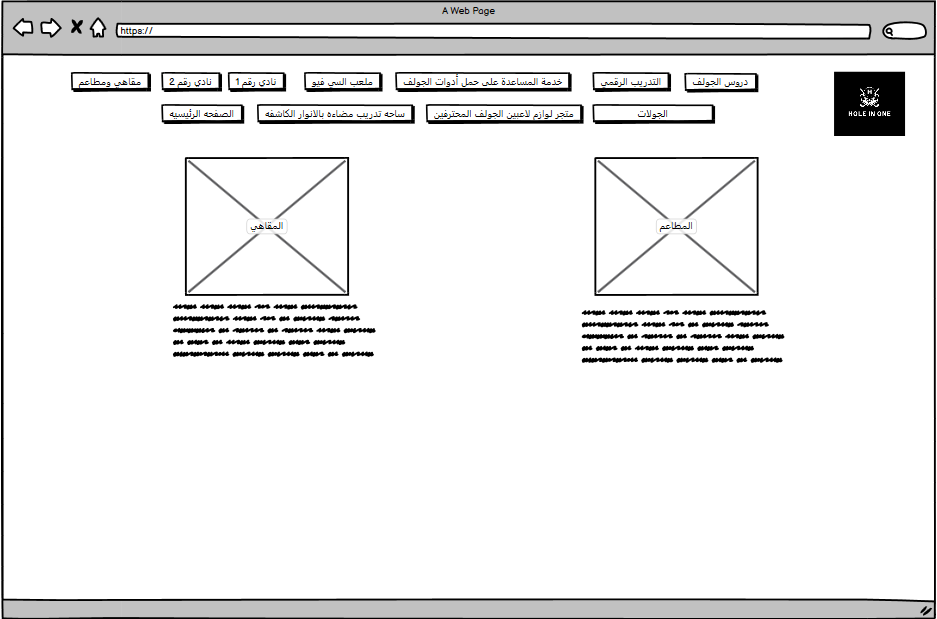 A Web Page
https://
دروس الجولف
التدريب الرقمي
خدمة المساعدة على حمل أدوات الجولف
ملعب السي فيو
نادي رقم 1
نادي رقم 2
مقاهي ومطاعم
HOLE IN ONE
الجولات
متجر لوازم لاعبين الجولف المحترفين
ساحه تدريب مضاءه بالانوار الكاشفه
الصفحه الرئيسيه
المطاعم
المقاهي